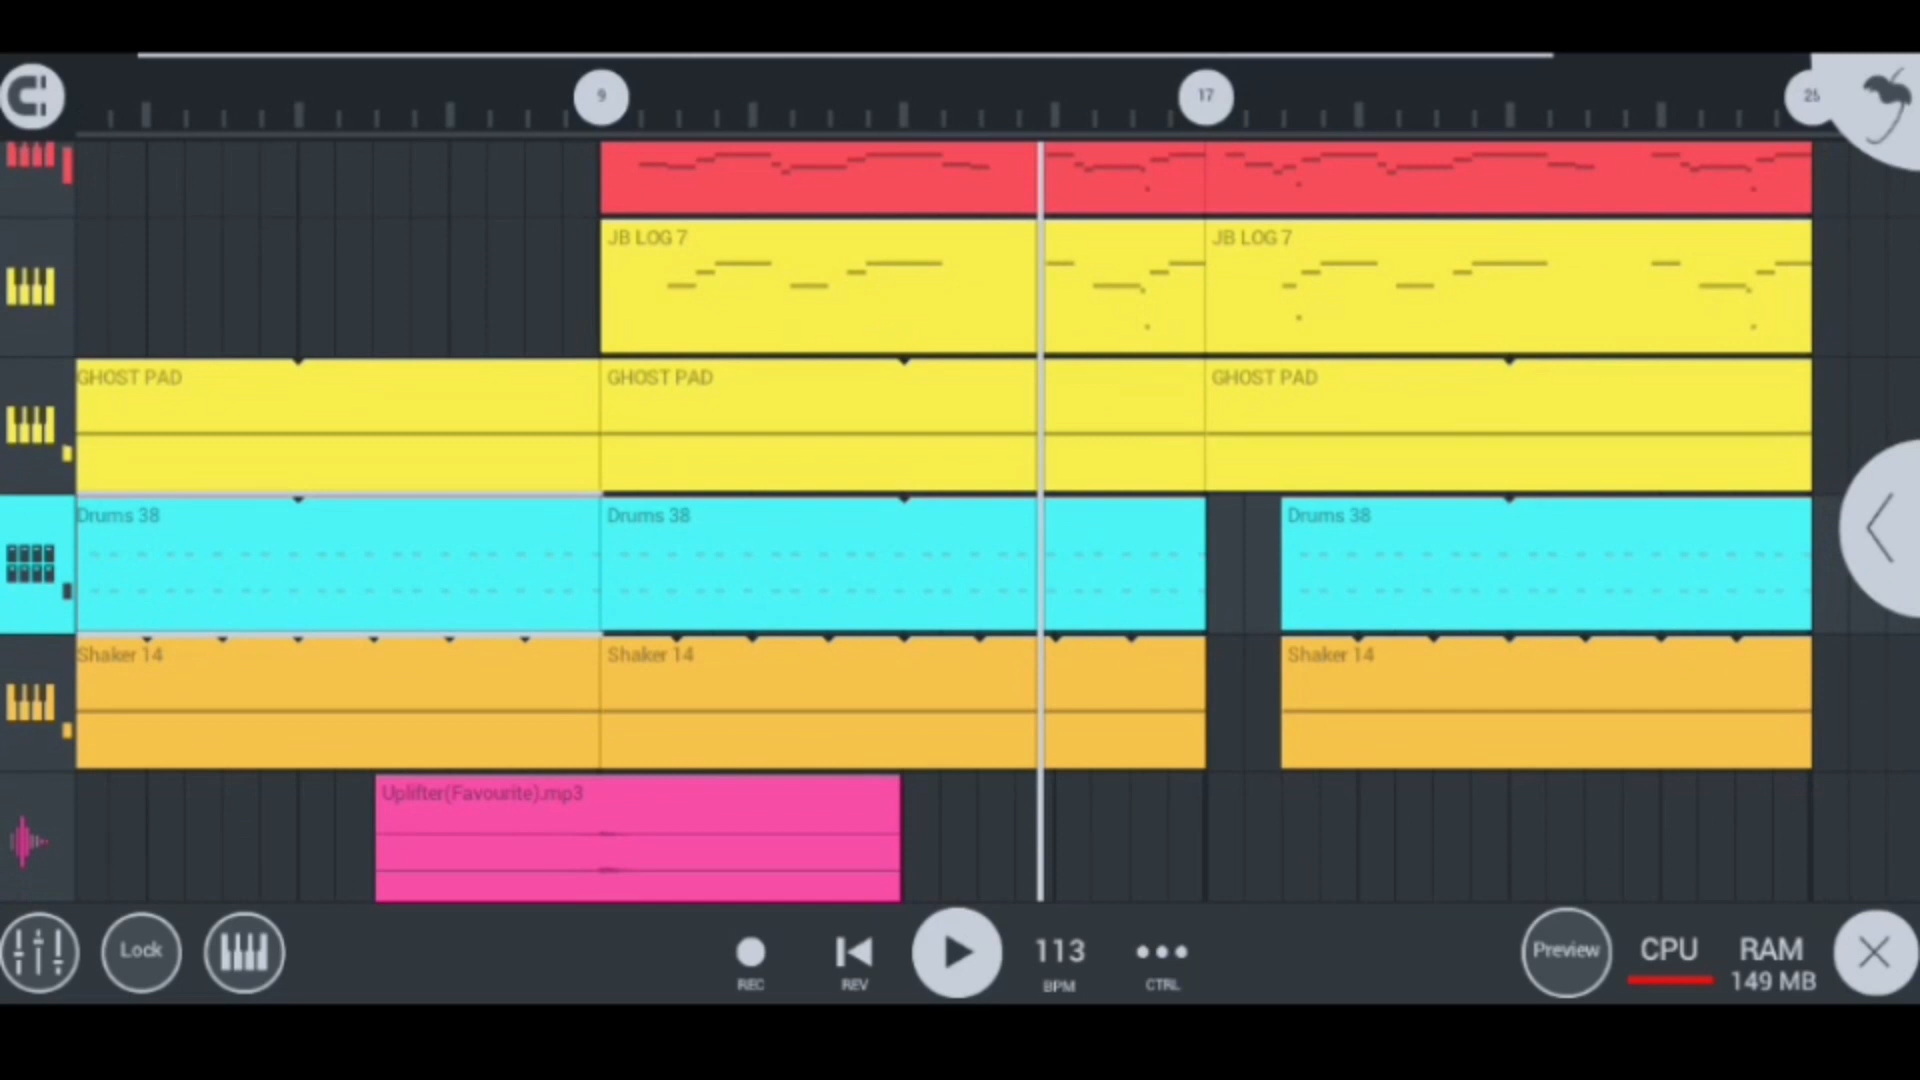 9
17
25
JB LOG 7
JB LOG 7
GHOST PAD
GHOST PAD
GHOST PAD
Drums 38
Drums 38
Drums 38
Shaker 14
Shaker 14
Shaker 14
Uplifter(Favourite).mp3
Lock
REC
REV
113
BPM
CTRL
Preview
CPU
RAM
149 MB